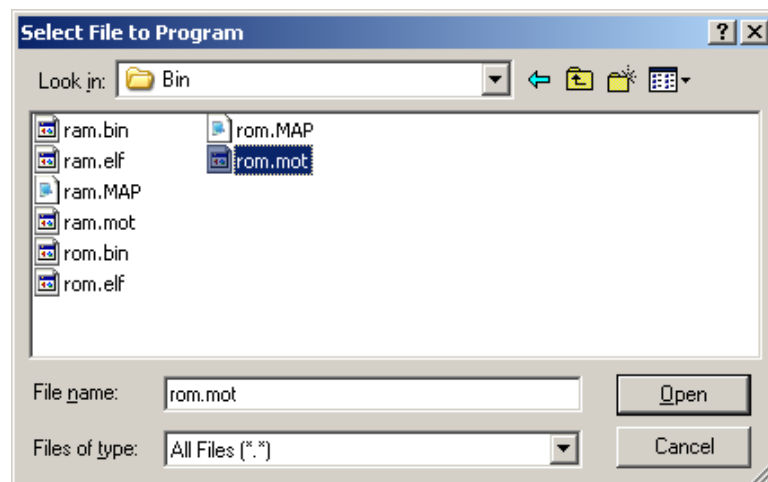 Select File to Program
Look in: Bin
ram.bin
ram.elf
ram.MAP
ram.mot
rom.bin
rom.elf
rom.MAP
rom.mot
File name: rom.mot
Open
Files of type: All Files (*.*)
Cancel